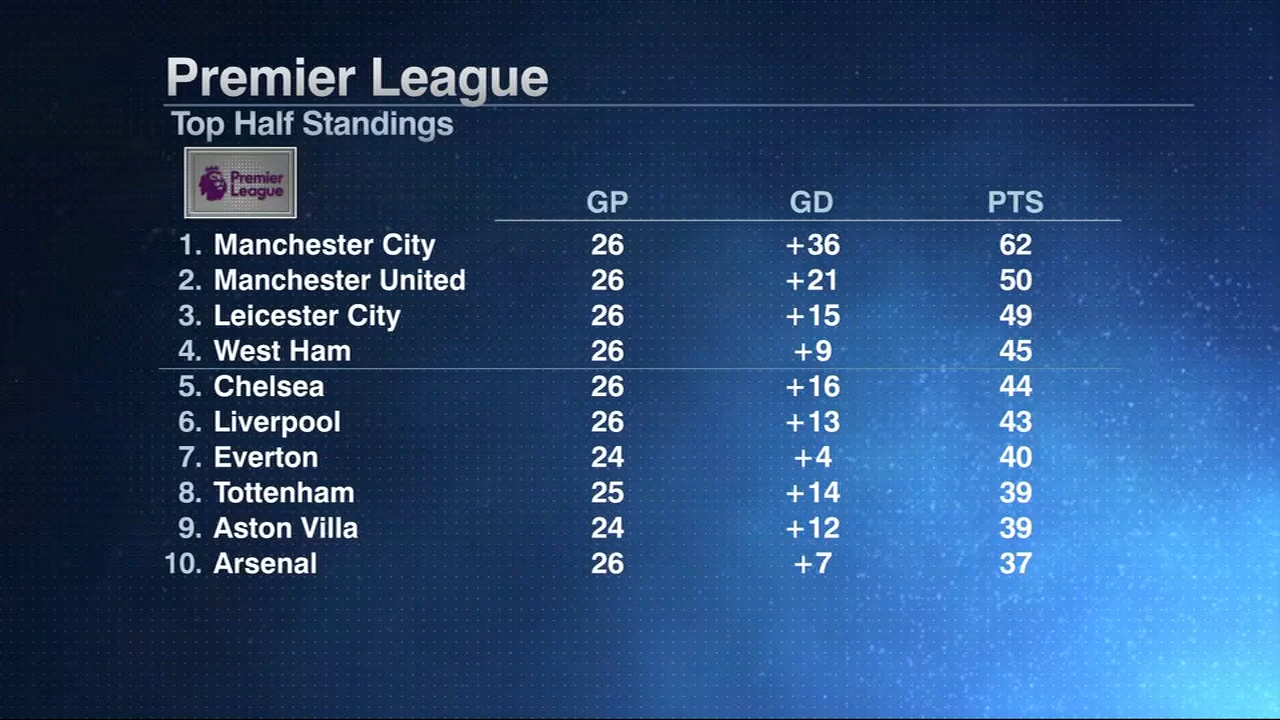 Premier League
Top Half Standings
Premier
League
GP GD PTS
1. Manchester City 26 +36 62
2. Manchester United 26 +21 50
3. Leicester City 26 +15 49
4. West Ham 26 +9 45
5. Chelsea 26 +16 44
6. Liverpool 26 +13 43
7. Everton 24 +4 40
8. Tottenham 25 +14 39
9. Aston Villa 24 +12 39
10. Arsenal 26 +7 37